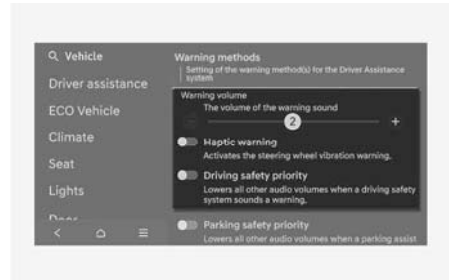 Vehicle
Driver assistance
ECO Vehicle
Climate
Seat
Lights
Door
Warning methods
Setting of the warning method(s) for the Driver Assistance
system
Warning volume
The volume of the warning sound
2
+
Haptic warning
Activates the steering wheel vibration warning.
Driving safety priority
Lowers all other audio volumes when a driving safety
system sounds a warning.
Parking safety priority
Lowers all other audio volumes when a parking assist